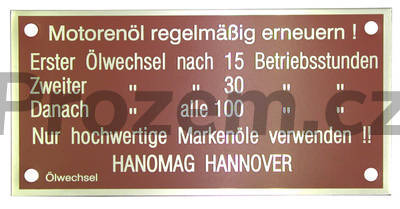 Motorenöl regelmäßig erneuern !
Erster Ölwechsel nach 15 Betriebsstunden
Zweiter " " 30 " "
Danach " alle 100 " "
Nur hochwertige Markenöle verwenden !!
HANOMAG HANNOVER
Ölwechsel
Prozem.cz